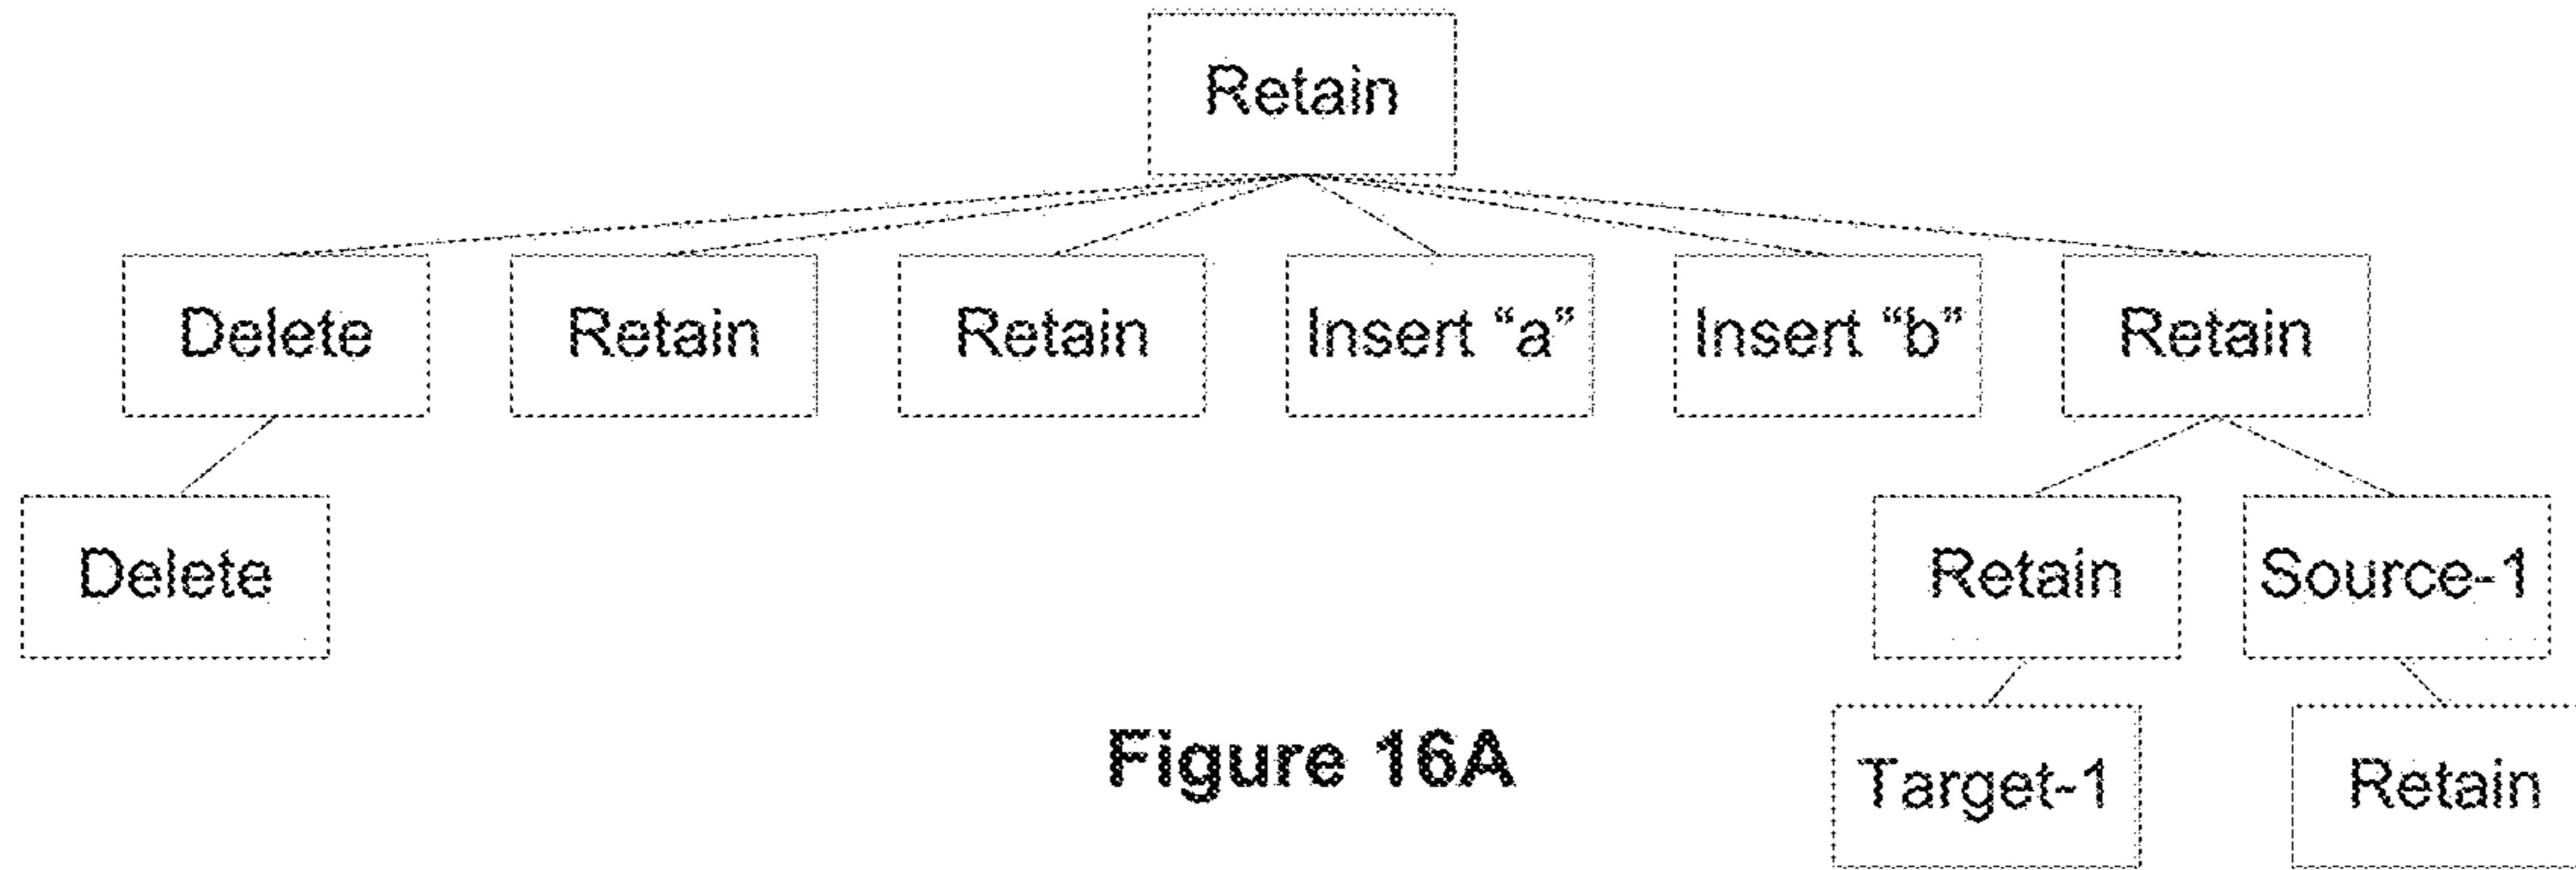 Retain
Delete Retain Retain Insert “a” Insert “b” Retain
Delete Retain Source-1
Figure 16A Target-1 Retain